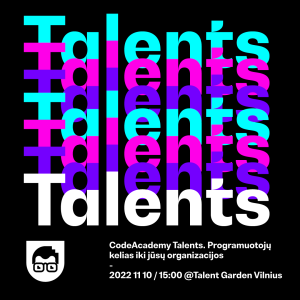 Talents
Talents
Talents
Talents
Talents
Talents
Talents
CodeAcademy Talents. Programuotojų
kelias iki jūsų organizacijos
-
2022 11 10 / 15:00 @Talent Garden Vilnius